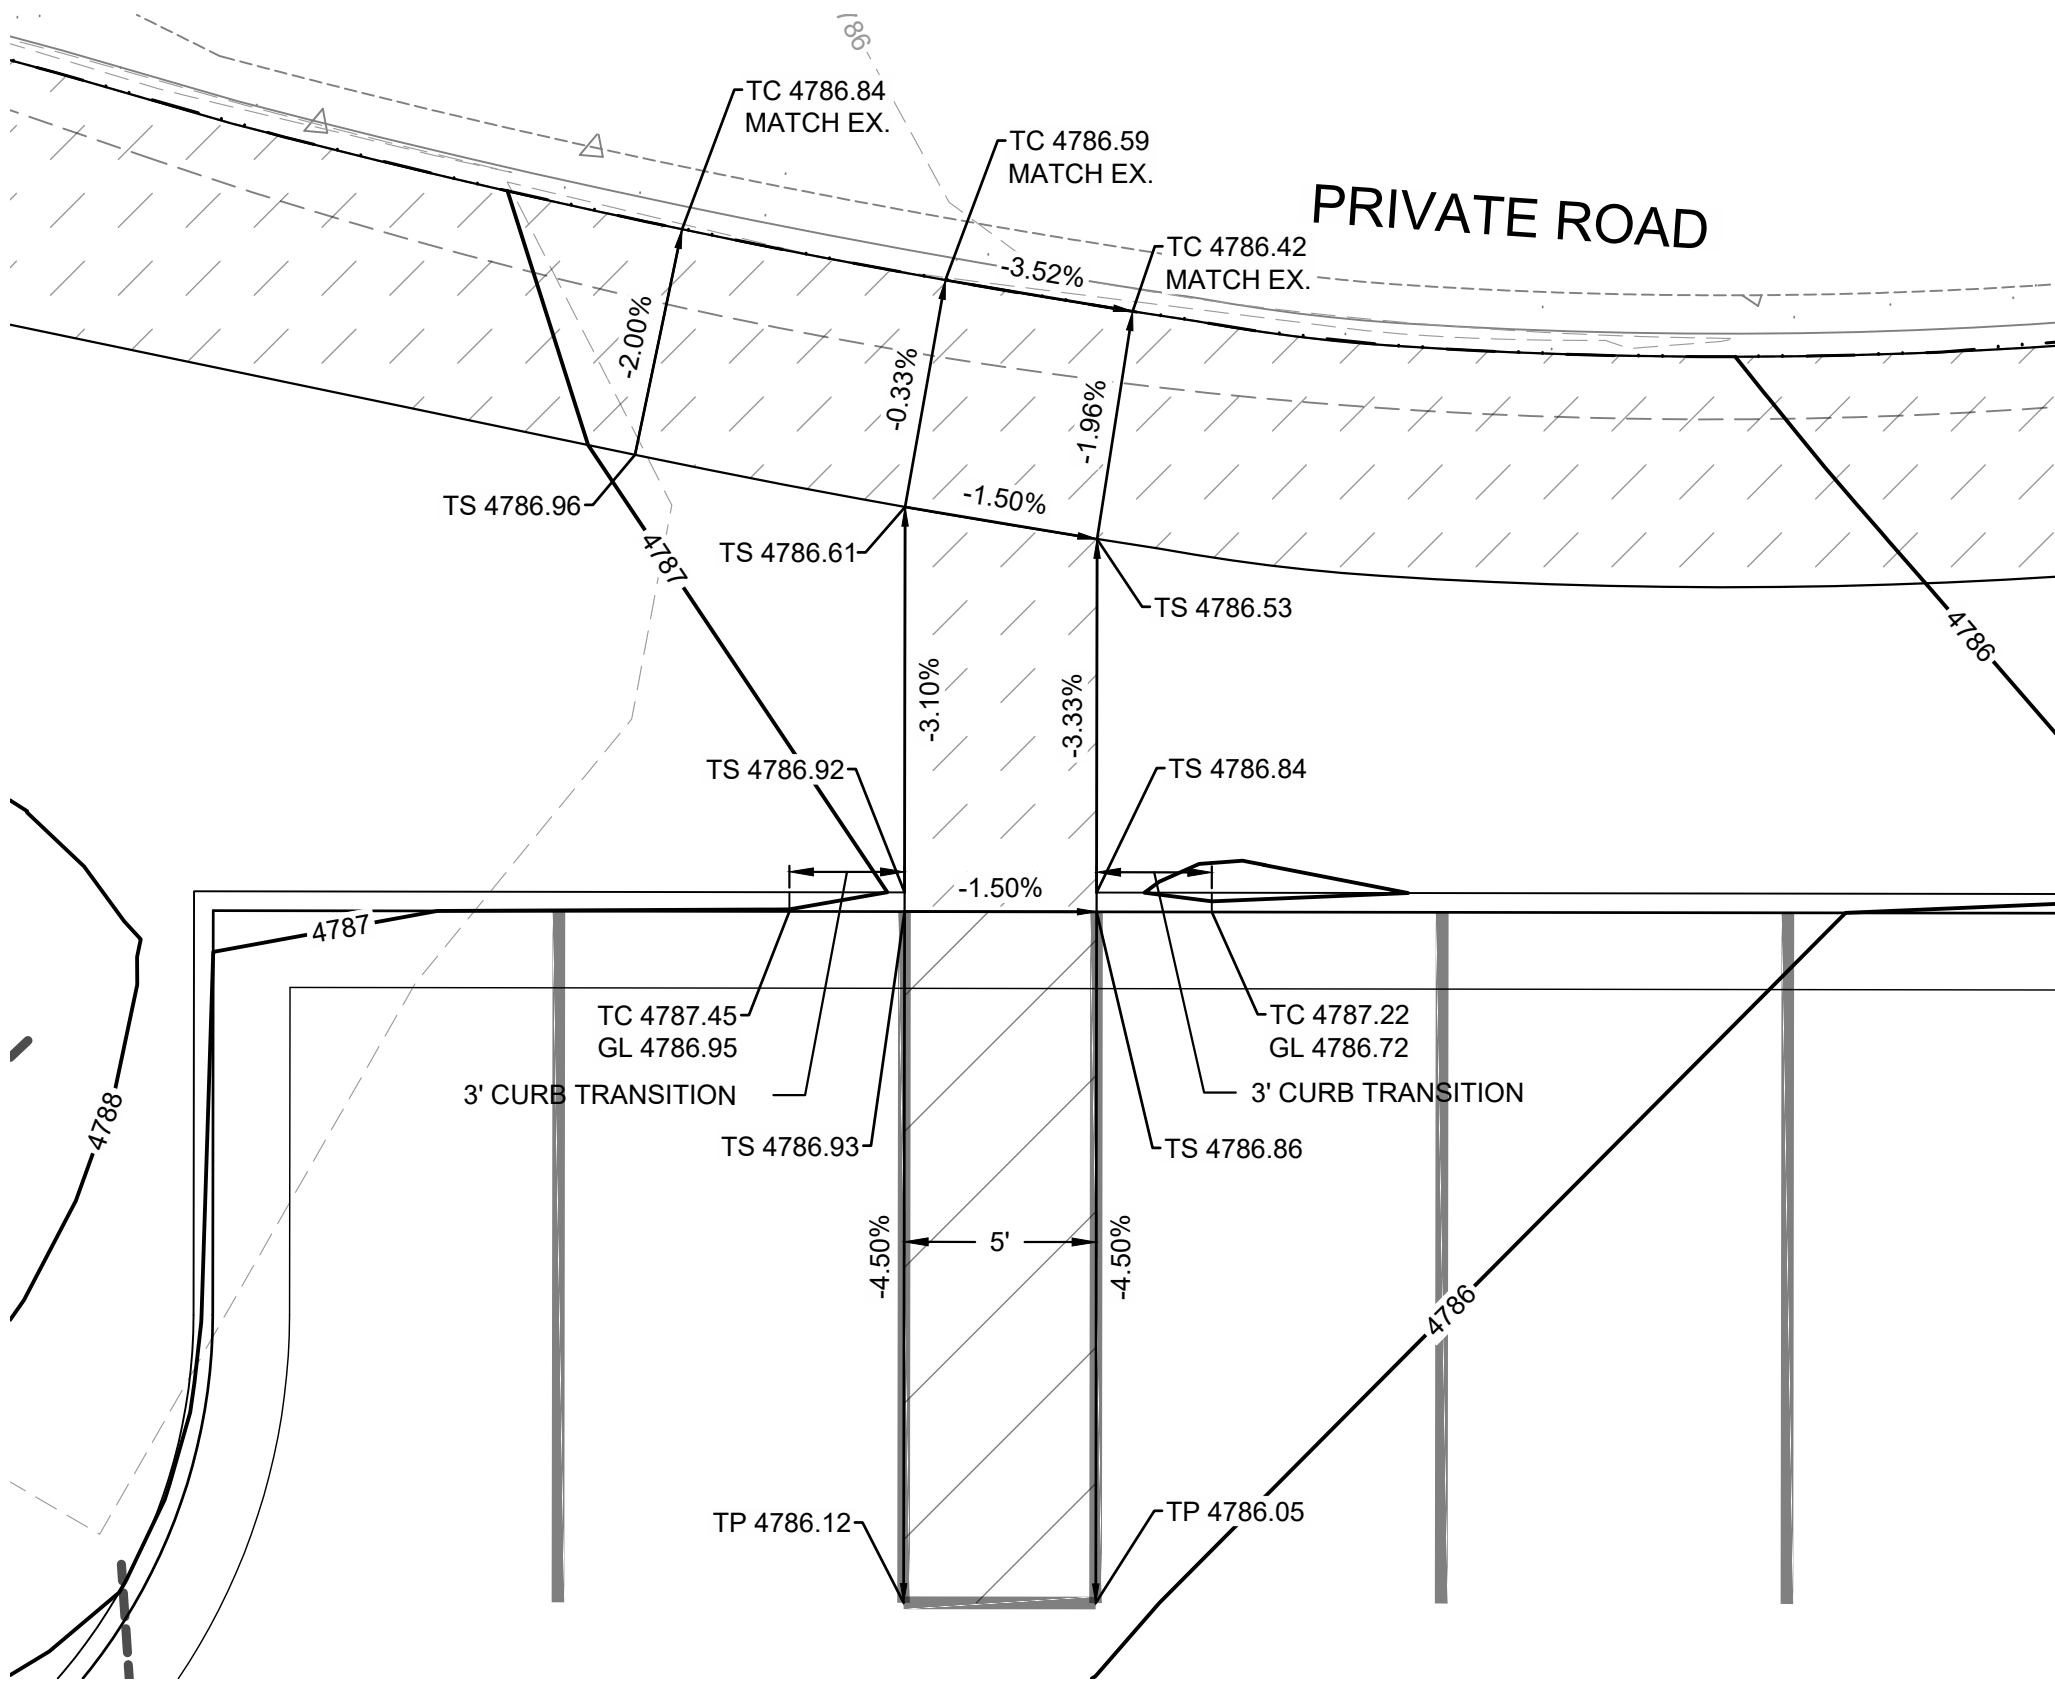 786
TC 4786.84
MATCH EX.
TC 4786.59
MATCH EX.
PRIVATE ROAD
TC 4786.42
MATCH EX.
-3.52%
-2.00%
-0.33%
-1.96%
TS 4786.96
-1.50%
TS 4786.61
4787
TS 4786.53
4786
-3.10%
-3.33%
TS 4786.92
TS 4786.84
-1.50%
4787
TC 4787.45
GL 4786.95
TC 4787.22
GL 4786.72
3' CURB TRANSITION
3' CURB TRANSITION
4788
TS 4786.93
TS 4786.86
-4.50%
5'
-4.50%
4786
TP 4786.12
TP 4786.05